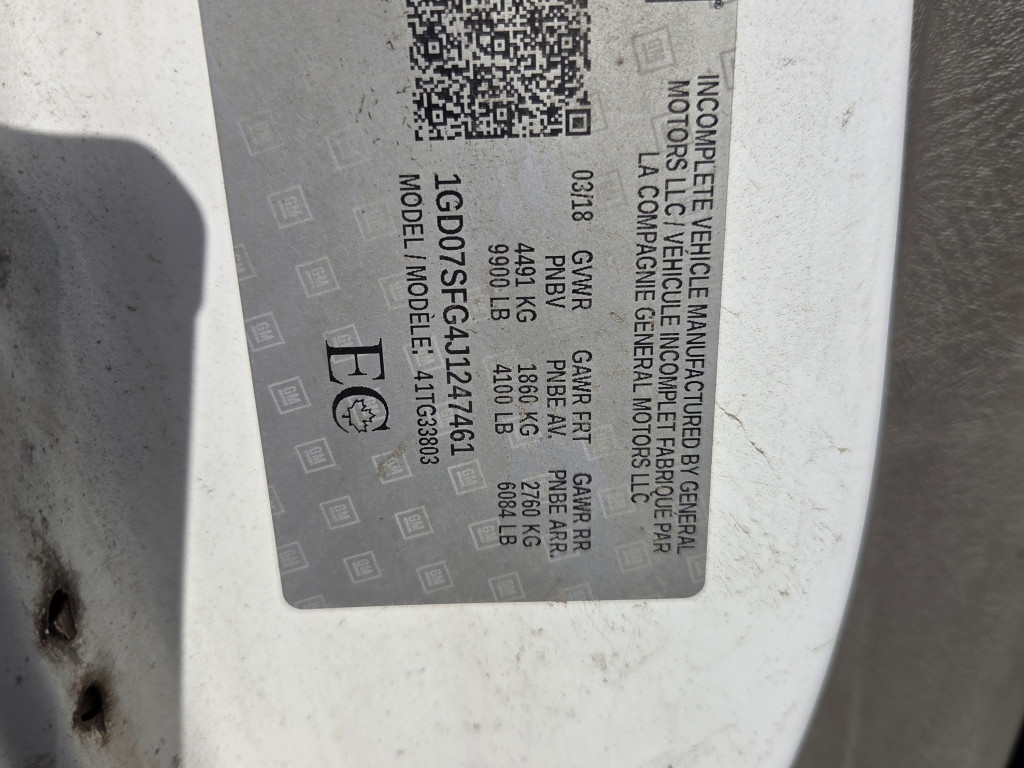 INCOMPLETE VEHICLE MANUFACTURED BY GENERAL
MOTORS LLC / VEHICULE INCOMPLET FABRIQUE PAR
LA COMPAGNIE GENERAL MOTORS LLC
03/18 GVWR GAWR FRT GAWR RR
PNBV PNBE AV. PNBE ARR.
4491 KG 1860 KG 2760 KG
9900 LB 4100 LB 6084 LB
1GD07SFG4J1247461
MODEL / MODÈLE: 41TG33803
EC